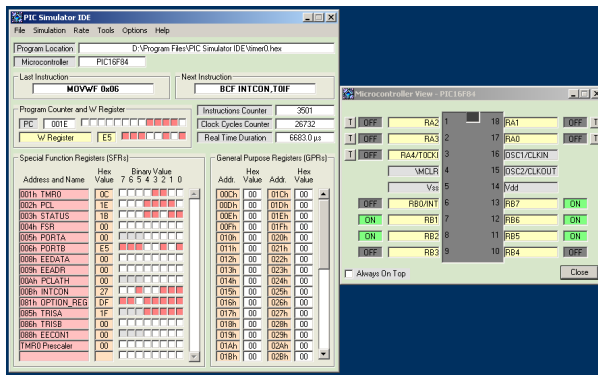 PIC Simulator IDE
File Simulation Rate Tools Options Help
Program Location D:\Program Files\PIC Simulator IDE\timer0.hex
Microcontroller PIC16F84
Last Instruction Next Instruction
MOVWF 0x06 BCF INTCON,T0IF
Program Counter and W Register
PC 001E
W Register E5
Instructions Counter 3501
Clock Cycles Counter 26732
Real Time Duration 6683.0 µs
Special Function Registers (SFRs)
Hex Binary Value
Address and Name Value 7 6 5 4 3 2 1 0
001h TMR0 0C
002h PCL 1E
003h STATUS 18
004h FSR 00
005h PORTA 00
006h PORTB E5
008h EEDATA 00
009h EEADR 00
00Ah PCLATH 00
00Bh INTCON 27
081h OPTION_REG DF
085h TRISA 1F
086h TRISB 00
088h EECON1 00
TMR0 Prescaler 00
General Purpose Registers (GPRs)
Hex Hex
Addr. Value Addr. Value
00Ch 00 01Ch 00
00Dh 00 01Dh 00
00Eh 00 01Eh 00
00Fh 00 01Fh 00
010h 00 020h 00
011h 00 021h 00
012h 00 022h 00
013h 00 023h 00
014h 00 024h 00
015h 00 025h 00
016h 00 026h 00
017h 00 027h 00
018h 00 028h 00
019h 00 029h 00
01Ah 00 02Ah 00
01Bh 00 02Bh 00
Microcontroller View - PIC16F84
T OFF RA2 1 18 RA1 OFF T
T OFF RA3 2 17 RA0 OFF T
T OFF RA4/T0CKI 3 16 OSC1/CLKIN
\MCLR 4 15 OSC2/CLKOUT
Vss 5 14 Vdd
OFF RB0/INT 6 13 RB7 ON
ON RB1 7 12 RB6 ON
ON RB2 8 11 RB5 ON
OFF RB3 9 10 RB4 OFF
Always On Top Close